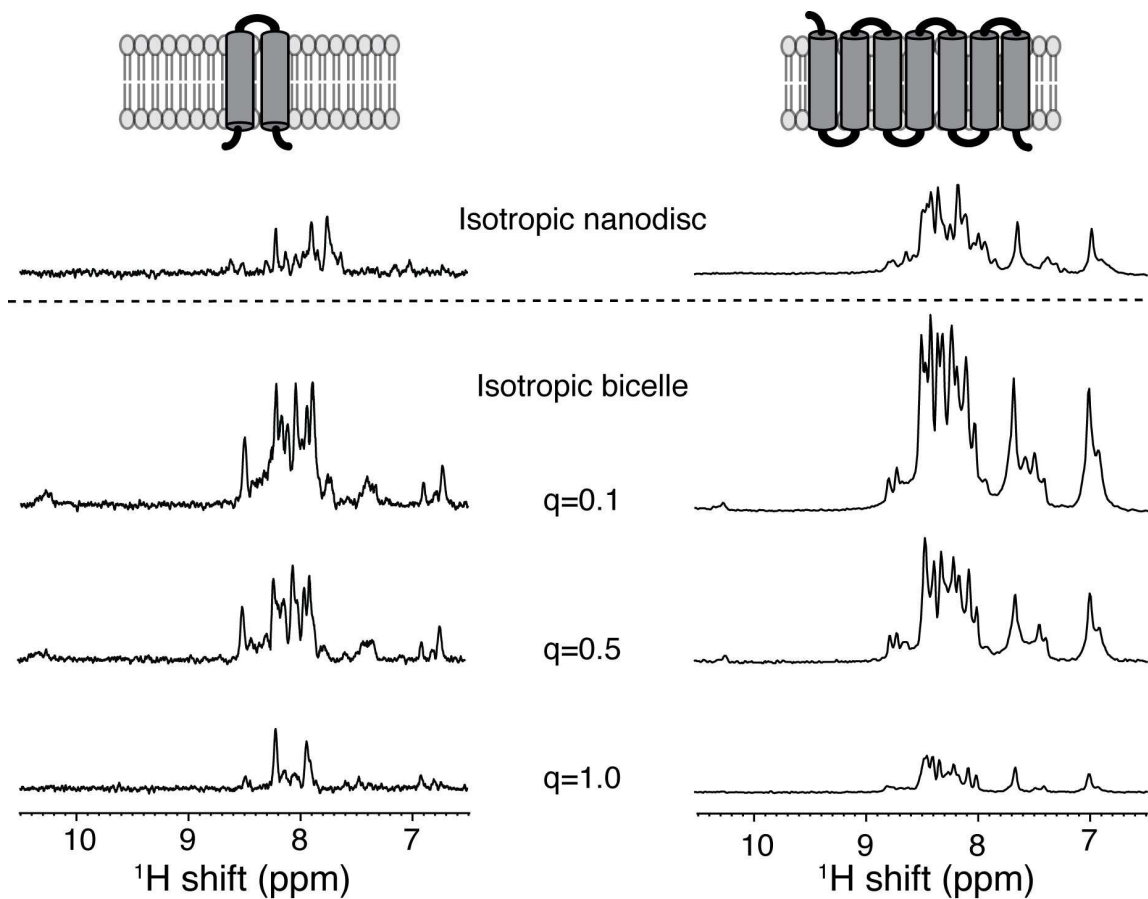 Isotropic nanodisc
Isotropic bicelle
q=0.1
q=0.5
q=1.0
10 9 8 7 10 9 8 7
¹H shift (ppm) ¹H shift (ppm)